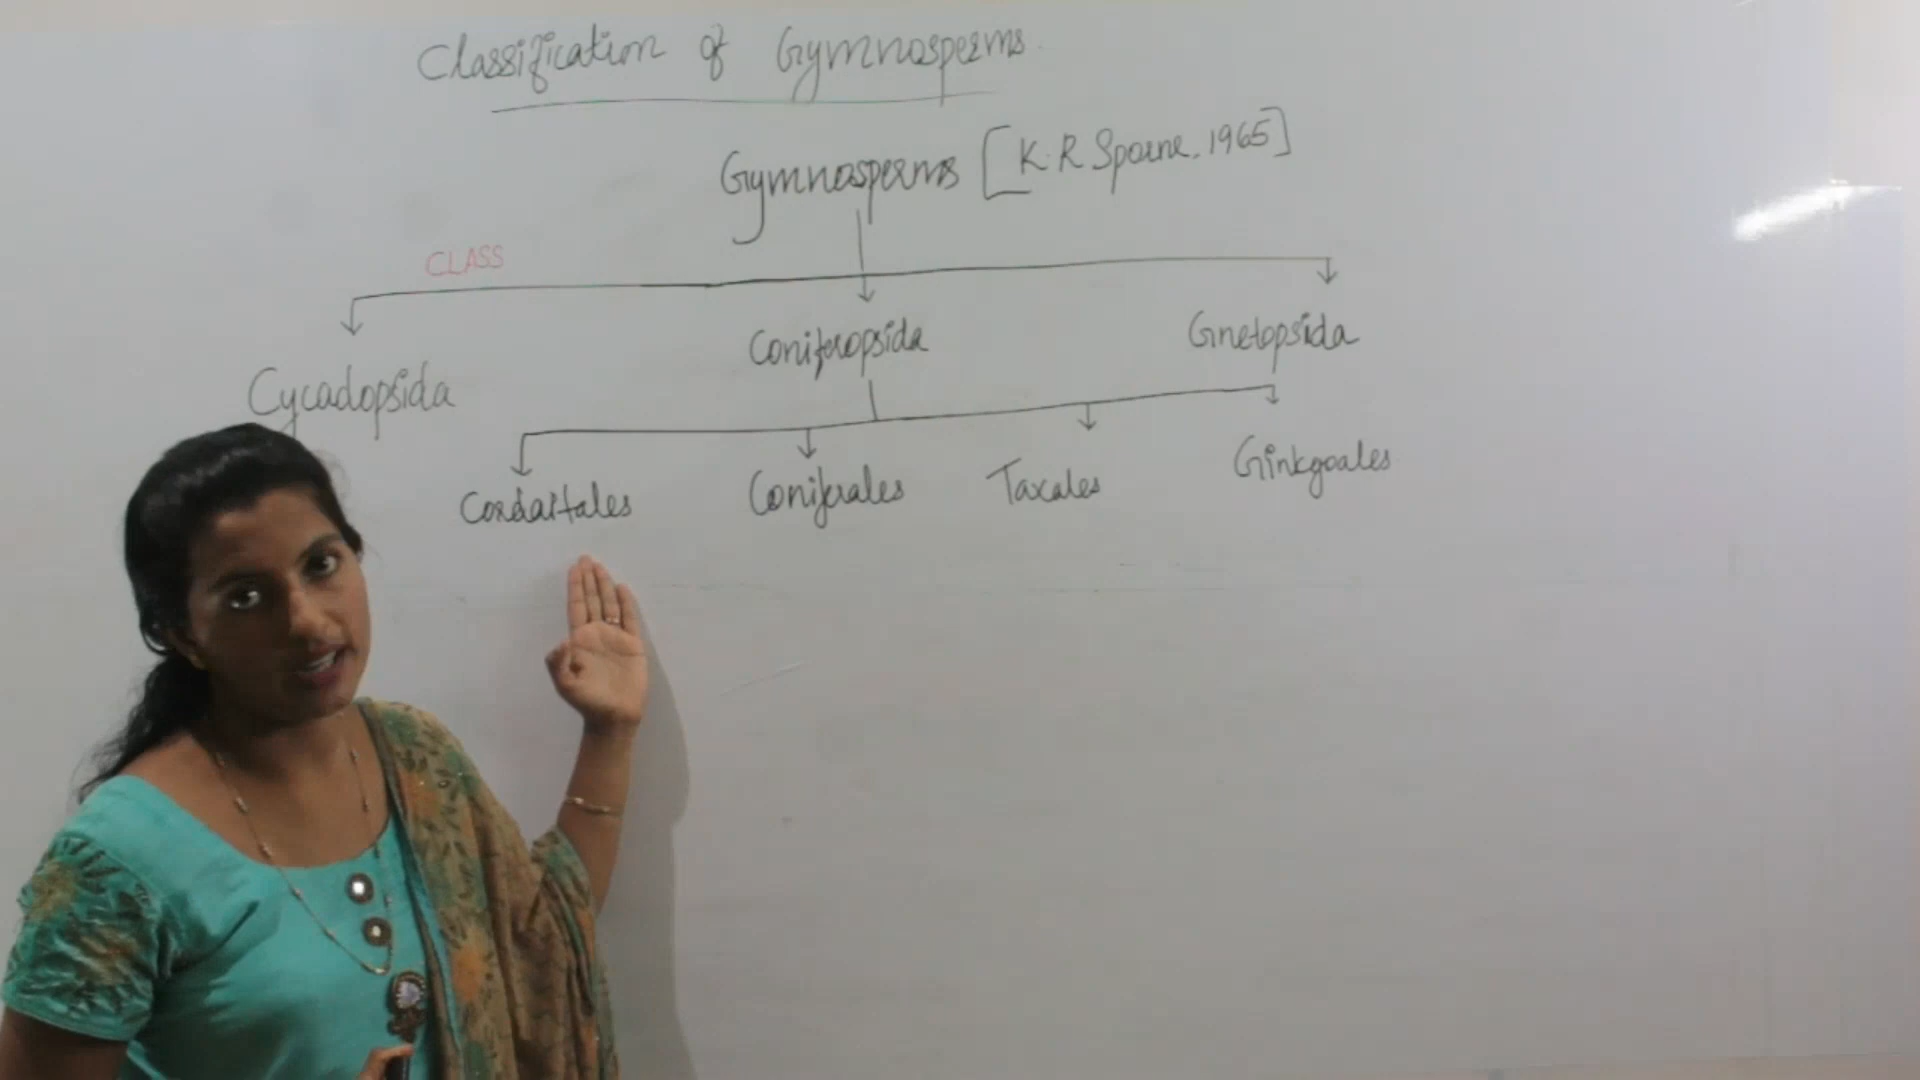 Classification of Gymnosperms.
Gymnosperms [K.R Sporne. 1965]
CLASS
Cycadopsida Coniferopsida Gnetopsida
Cordaitales Coniferales Taxales Ginkgoales